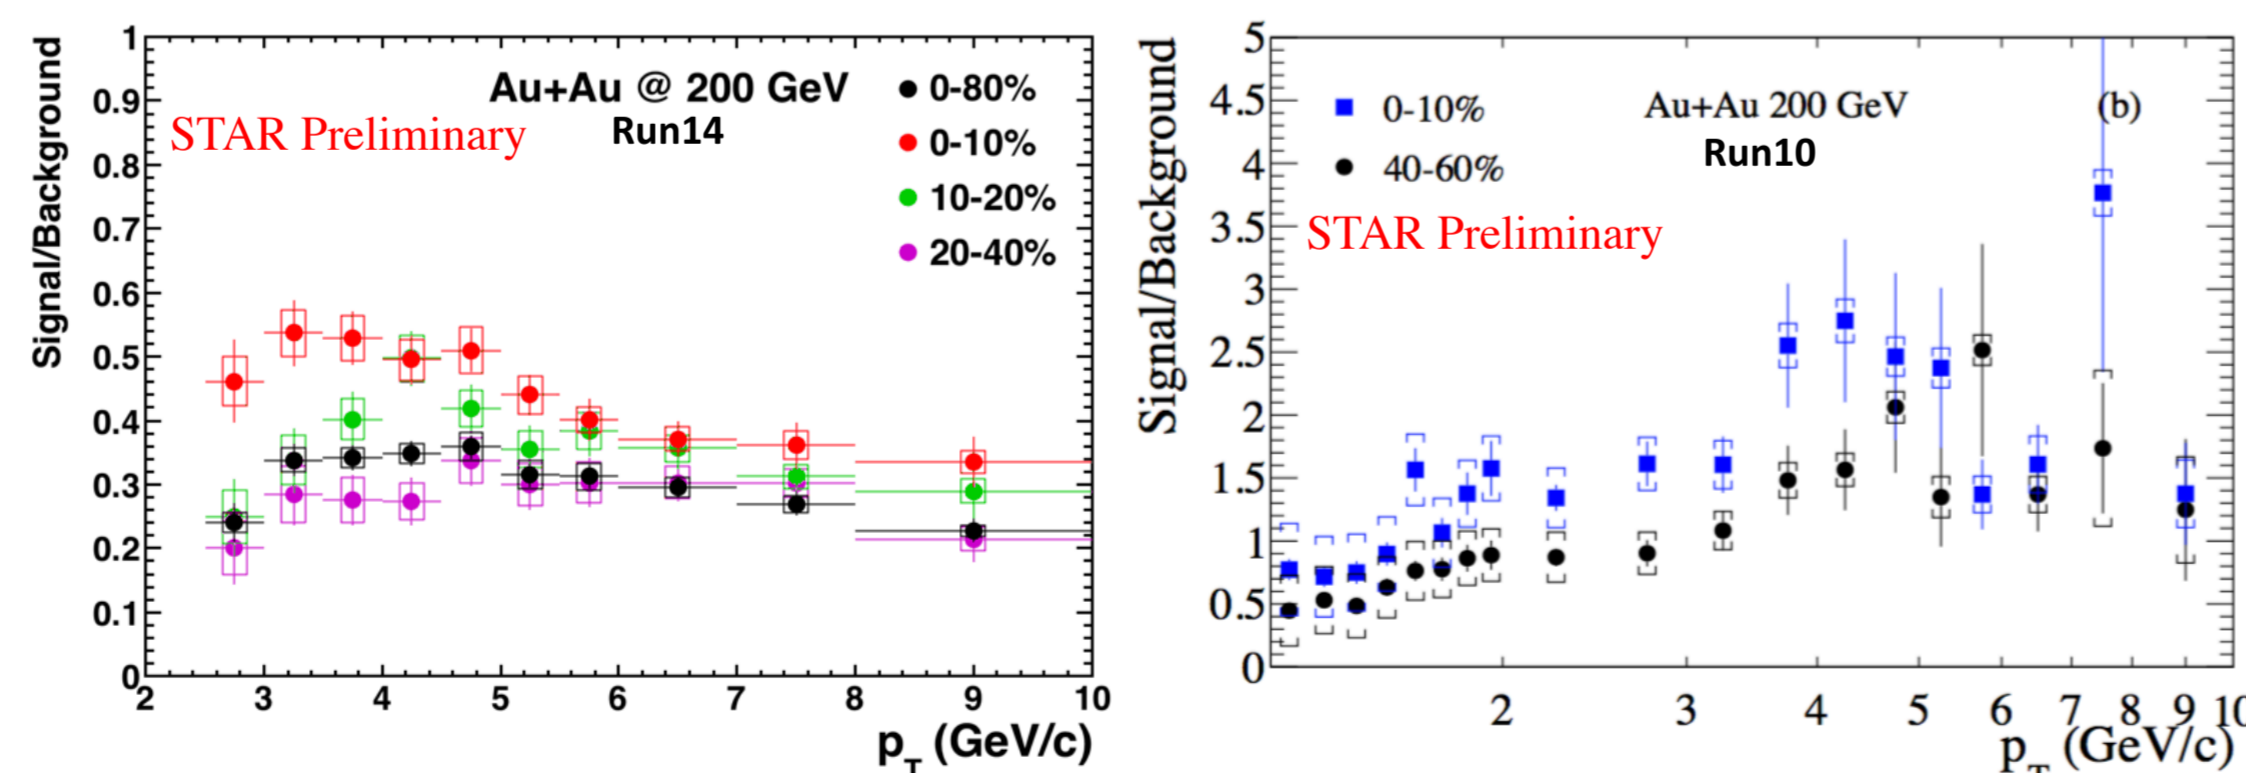 Signal/Background
1
0.9
0.8
0.7
0.6
0.5
0.4
0.3
0.2
0.1
0
Au+Au @ 200 GeV
Run14
STAR Preliminary
0-80%
0-10%
10-20%
20-40%
2 3 4 5 6 7 8 9 10
pT (GeV/c)
Signal/Background
5
4.5
4
3.5
3
2.5
2
1.5
1
0.5
0
0-10%
40-60%
Au+Au 200 GeV
(b)
Run10
STAR Preliminary
2 3 4 5 6 7 8 9 10
pT (GeV/c)